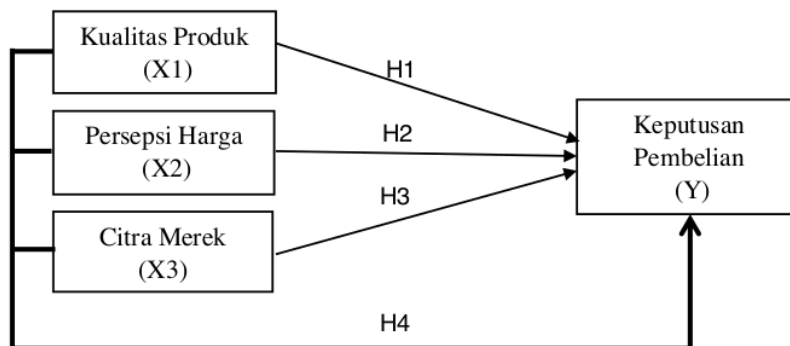 Kualitas Produk
(X1)
H1
Persepsi Harga
(X2)
H2
Keputusan
Pembelian
(Y)
H3
Citra Merek
(X3)
H4